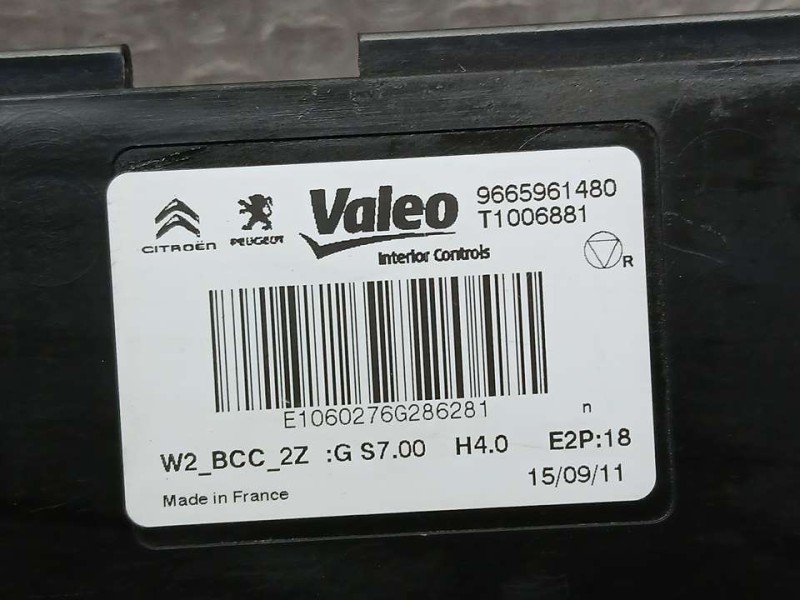 CITROËN
PEUGEOT
Valeo
Interior Controls
9665961480
T1006881
R
E1060276G286281
n
W2_BCC_2Z :G S7.00 H4.0 E2P:18
15/09/11
Made in France